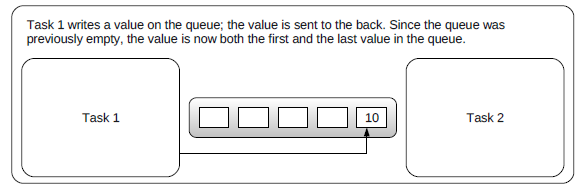 Task 1 writes a value on the queue; the value is sent to the back. Since the queue was
previously empty, the value is now both the first and the last value in the queue.
Task 1
10
Task 2